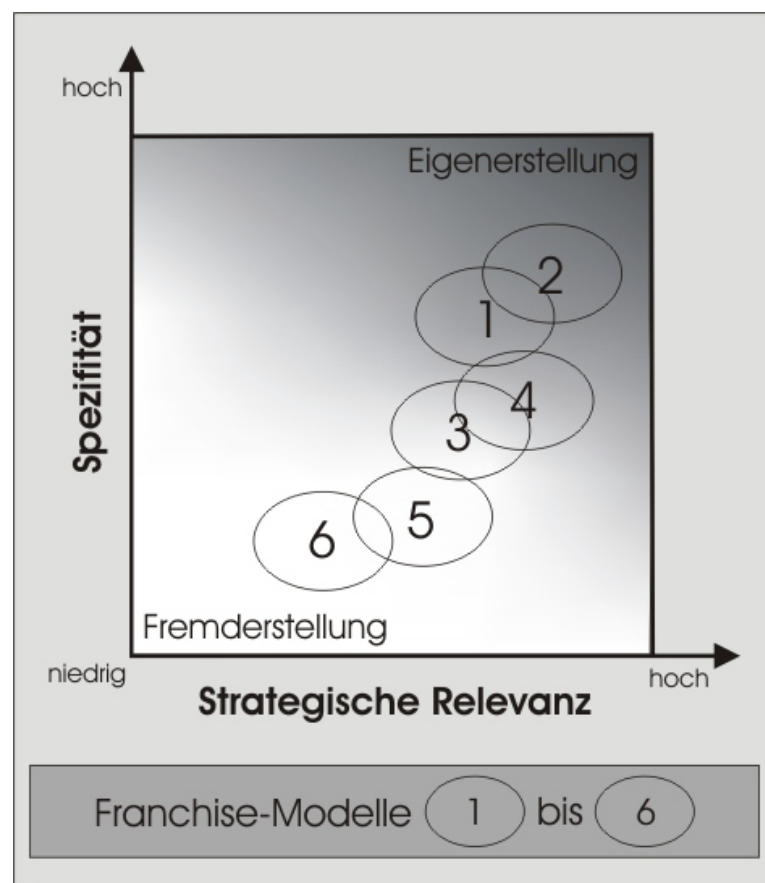 hoch
Eigenerstellung
2
1
4
3
5
6
Fremderstellung
niedrig
hoch
Spezifität
Strategische Relevanz
Franchise-Modelle 1 bis 6